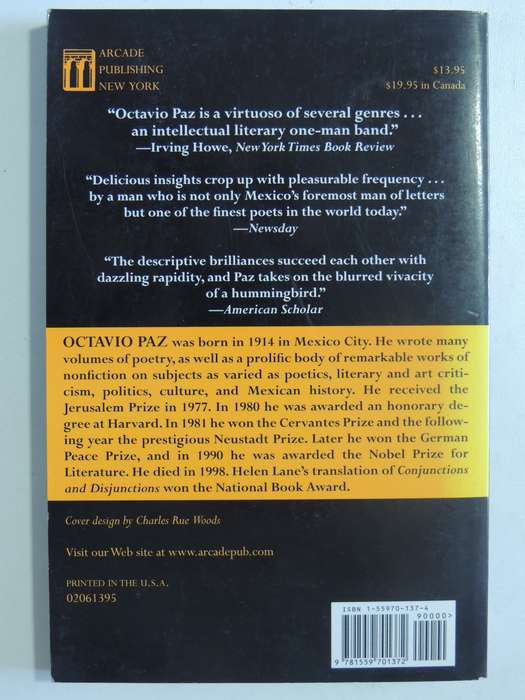 ARCADE
PUBLISHING
NEW YORK
$13.95
$19.95 in Canada
“Octavio Paz is a virtuoso of several genres . . .
an intellectual literary one-man band.”
—Irving Howe, New York Times Book Review
“Delicious insights crop up with pleasurable frequency . . .
by a man who is not only Mexico’s foremost man of letters
but one of the finest poets in the world today.”
—Newsday
“The descriptive brilliances succeed each other with
dazzling rapidity, and Paz takes on the blurred vivacity
of a hummingbird.”
—American Scholar
OCTAVIO PAZ was born in 1914 in Mexico City. He wrote many
volumes of poetry, as well as a prolific body of remarkable works of
nonfiction on subjects as varied as poetics, literary and art criti-
cism, politics, culture, and Mexican history. He received the
Jerusalem Prize in 1977. In 1980 he was awarded an honorary de-
gree at Harvard. In 1981 he won the Cervantes Prize and the follow-
ing year the prestigious Neustadt Prize. Later he won the German
Peace Prize, and in 1990 he was awarded the Nobel Prize for
Literature. He died in 1998. Helen Lane’s translation of Conjunctions
and Disjunctions won the National Book Award.
Cover design by Charles Rue Woods
Visit our Web site at www.arcadepub.com
PRINTED IN THE U.S.A.
02061395
ISBN 1-55970-137-4
90000>
9 781559 701372